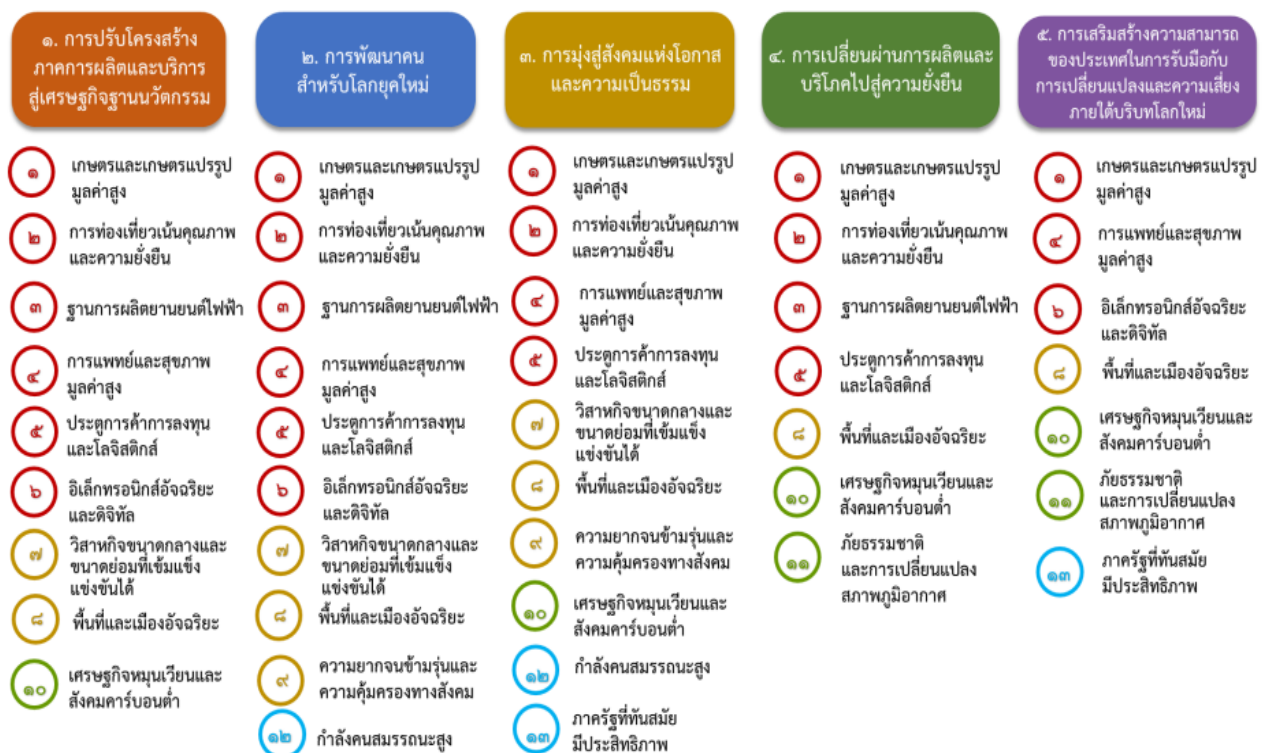 ๑. การปรับโครงสร้าง
ภาคการผลิตและบริการ
สู่เศรษฐกิจฐานนวัตกรรม
๑
เกษตรและเกษตรแปรรูป
มูลค่าสูง
๒
การท่องเที่ยวเน้นคุณภาพ
และความยั่งยืน
๓
ฐานการผลิตยานยนต์ไฟฟ้า
๔
การแพทย์และสุขภาพ
มูลค่าสูง
๕
ประตูการค้าการลงทุน
และโลจิสติกส์
๖
อิเล็กทรอนิกส์อัจฉริยะ
และดิจิทัล
๗
วิสาหกิจขนาดกลางและ
ขนาดย่อมที่เข้มแข็ง
แข่งขันได้
๘
พื้นที่และเมืองอัจฉริยะ
๑๐
เศรษฐกิจหมุนเวียนและ
สังคมคาร์บอนต่ำ
๒. การพัฒนาคน
สำหรับโลกยุคใหม่
๑
เกษตรและเกษตรแปรรูป
มูลค่าสูง
๒
การท่องเที่ยวเน้นคุณภาพ
และความยั่งยืน
๓
ฐานการผลิตยานยนต์ไฟฟ้า
๔
การแพทย์และสุขภาพ
มูลค่าสูง
๕
ประตูการค้าการลงทุน
และโลจิสติกส์
๖
อิเล็กทรอนิกส์อัจฉริยะ
และดิจิทัล
๗
วิสาหกิจขนาดกลางและ
ขนาดย่อมที่เข้มแข็ง
แข่งขันได้
๘
พื้นที่และเมืองอัจฉริยะ
๙
ความยากจนข้ามรุ่นและ
ความคุ้มครองทางสังคม
๑๒
กำลังคนสมรรถนะสูง
๓. การมุ่งสู่สังคมแห่งโอกาส
และความเป็นธรรม
๑
เกษตรและเกษตรแปรรูป
มูลค่าสูง
๒
การท่องเที่ยวเน้นคุณภาพ
และความยั่งยืน
๔
การแพทย์และสุขภาพ
มูลค่าสูง
๕
ประตูการค้าการลงทุน
และโลจิสติกส์
๗
วิสาหกิจขนาดกลางและ
ขนาดย่อมที่เข้มแข็ง
แข่งขันได้
๘
พื้นที่และเมืองอัจฉริยะ
๙
ความยากจนข้ามรุ่นและ
ความคุ้มครองทางสังคม
๑๐
เศรษฐกิจหมุนเวียนและ
สังคมคาร์บอนต่ำ
๑๒
กำลังคนสมรรถนะสูง
๑๓
ภาครัฐที่ทันสมัย
มีประสิทธิภาพ
๔. การเปลี่ยนผ่านการผลิตและ
บริโภคไปสู่ความยั่งยืน
๑
เกษตรและเกษตรแปรรูป
มูลค่าสูง
๒
การท่องเที่ยวเน้นคุณภาพ
และความยั่งยืน
๓
ฐานการผลิตยานยนต์ไฟฟ้า
๕
ประตูการค้าการลงทุน
และโลจิสติกส์
๘
พื้นที่และเมืองอัจฉริยะ
๑๐
เศรษฐกิจหมุนเวียนและ
สังคมคาร์บอนต่ำ
๑๑
ภัยธรรมชาติ
และการเปลี่ยนแปลง
สภาพภูมิอากาศ
๕. การเสริมสร้างความสามารถ
ของประเทศในการรับมือกับ
การเปลี่ยนแปลงและความเสี่ยง
ภายใต้บริบทโลกใหม่
๑
เกษตรและเกษตรแปรรูป
มูลค่าสูง
๔
การแพทย์และสุขภาพ
มูลค่าสูง
๖
อิเล็กทรอนิกส์อัจฉริยะ
และดิจิทัล
๘
พื้นที่และเมืองอัจฉริยะ
๑๐
เศรษฐกิจหมุนเวียนและ
สังคมคาร์บอนต่ำ
๑๑
ภัยธรรมชาติ
และการเปลี่ยนแปลง
สภาพภูมิอากาศ
๑๓
ภาครัฐที่ทันสมัย
มีประสิทธิภาพ